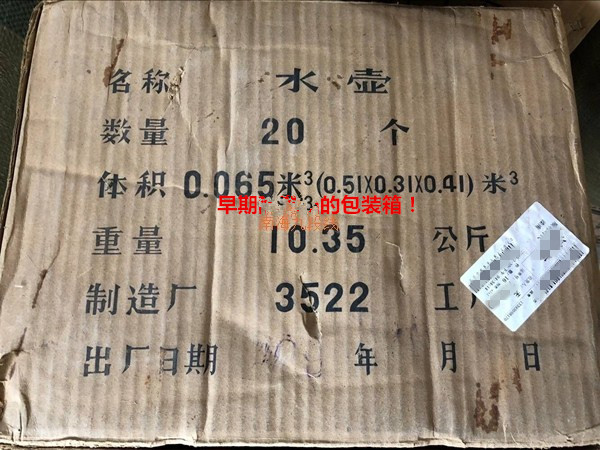 名称 水壶
数量 20 个
体积 0.065米³(0.51X0.31X0.41)米³
早期 的包装箱！
重量 10.35 公斤
制造厂 3522 工厂
出厂日期 年 月 日